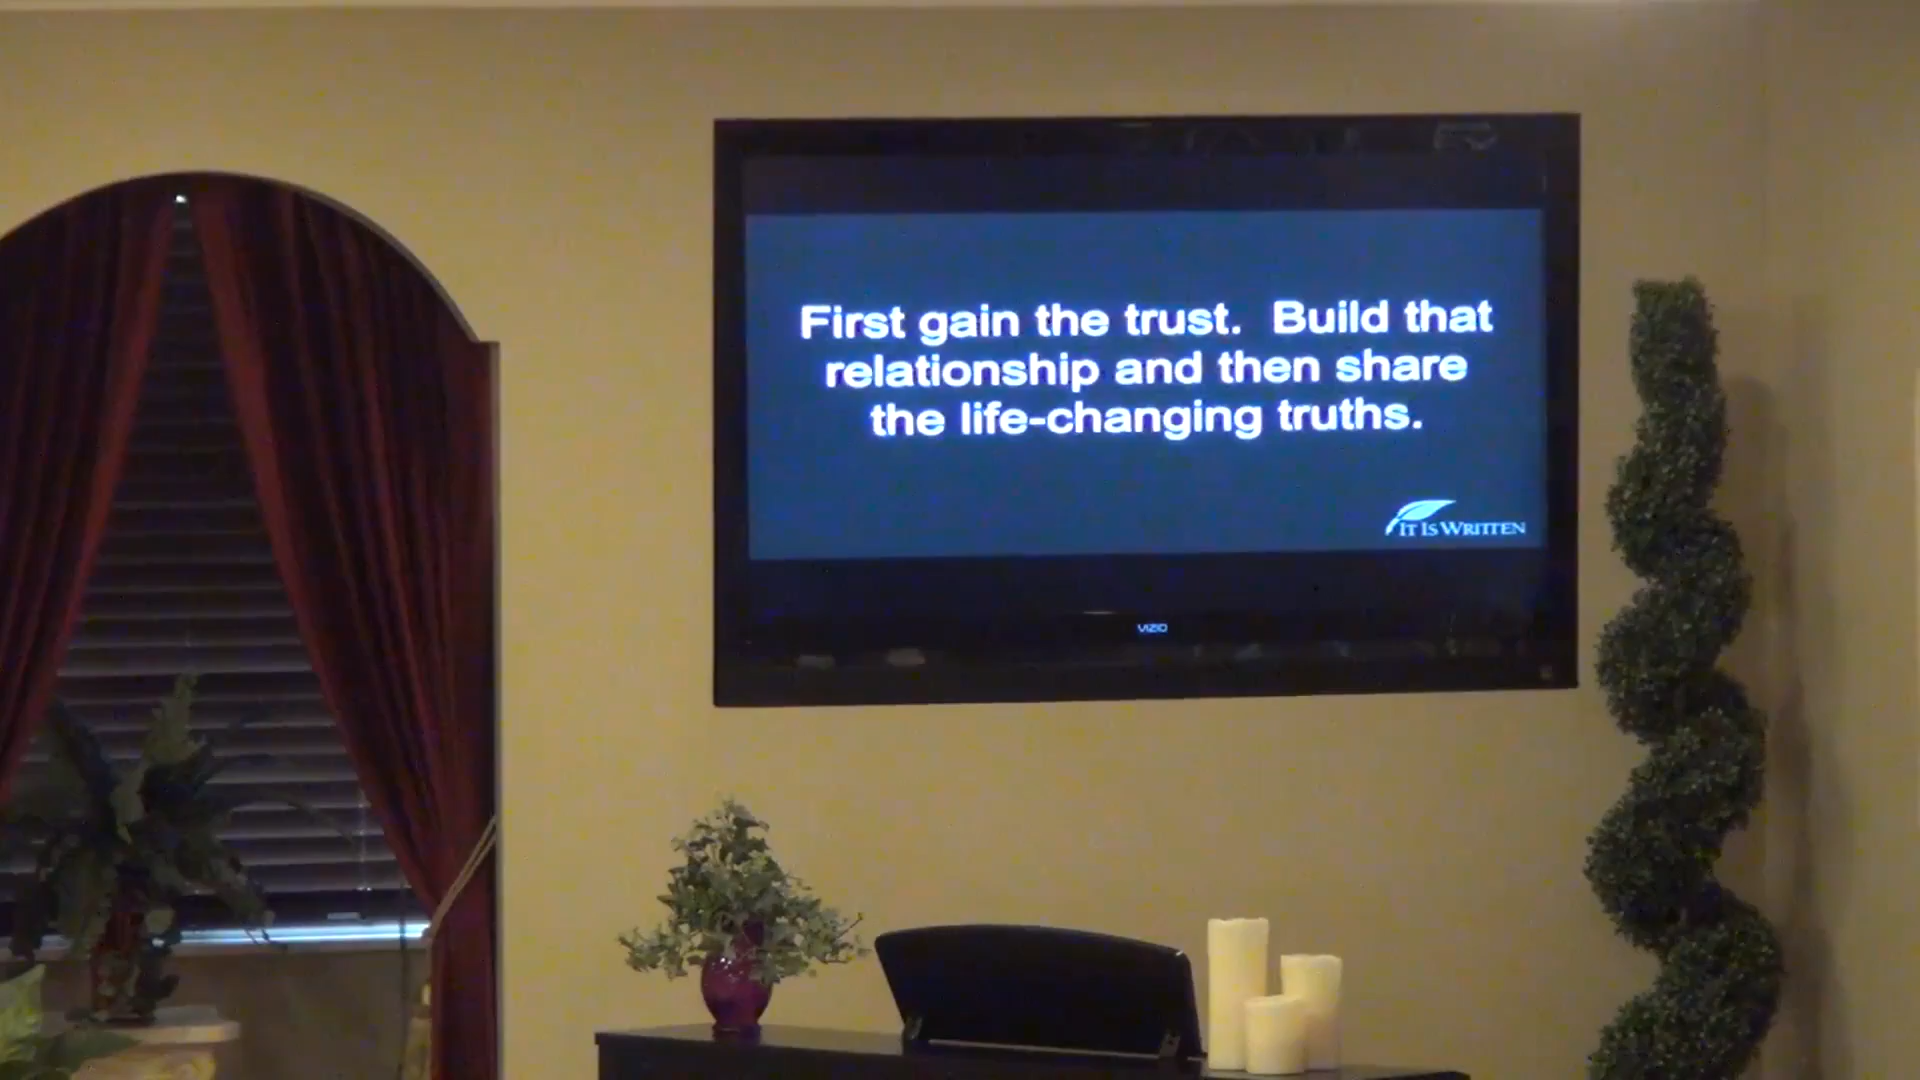 First gain the trust.  Build that
relationship and then share
the life-changing truths.
IT IS WRITTEN
VIZIO